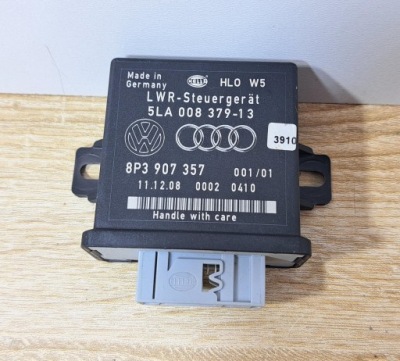 Made in
Germany
HELLA
HLO W5
LWR-Steuergerät
5LA 008 379-13
3910
8P3 907 357 001/01
11.12.08 0002 0410
Handle with care